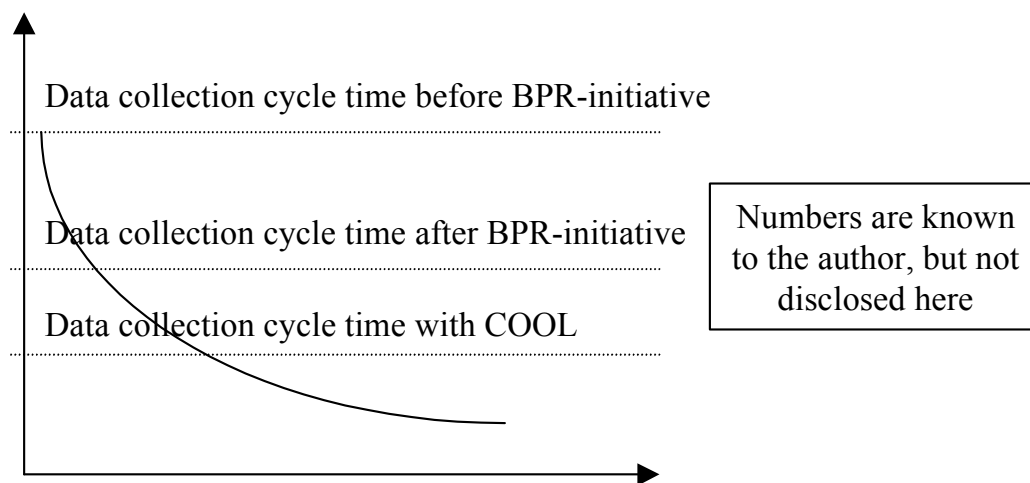 Data collection cycle time before BPR-initiative
Data collection cycle time after BPR-initiative
Data collection cycle time with COOL
Numbers are known
to the author, but not
disclosed here